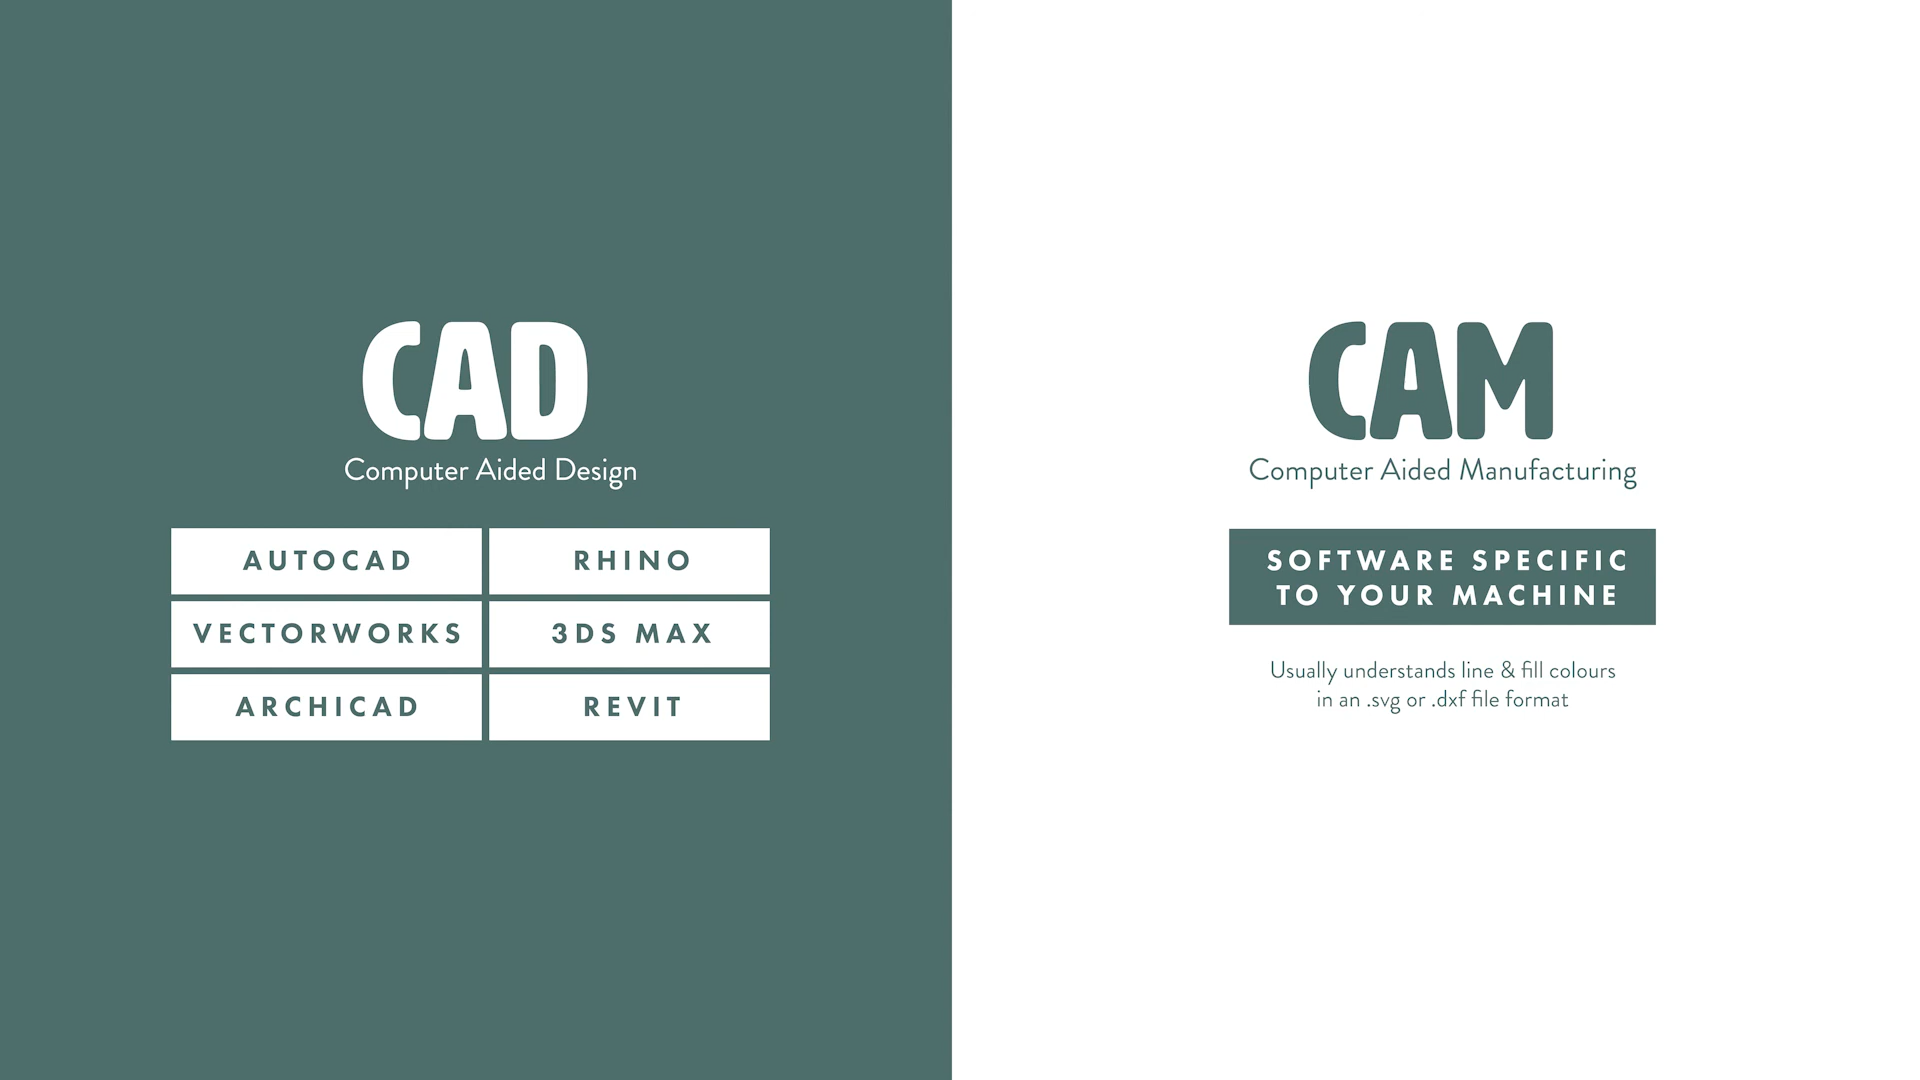 CAD
Computer Aided Design
AUTOCAD
RHINO
VECTORWORKS
3DS MAX
ARCHICAD
REVIT
CAM
Computer Aided Manufacturing
SOFTWARE SPECIFIC
TO YOUR MACHINE
Usually understands line & fill colours
in an .svg or .dxf file format